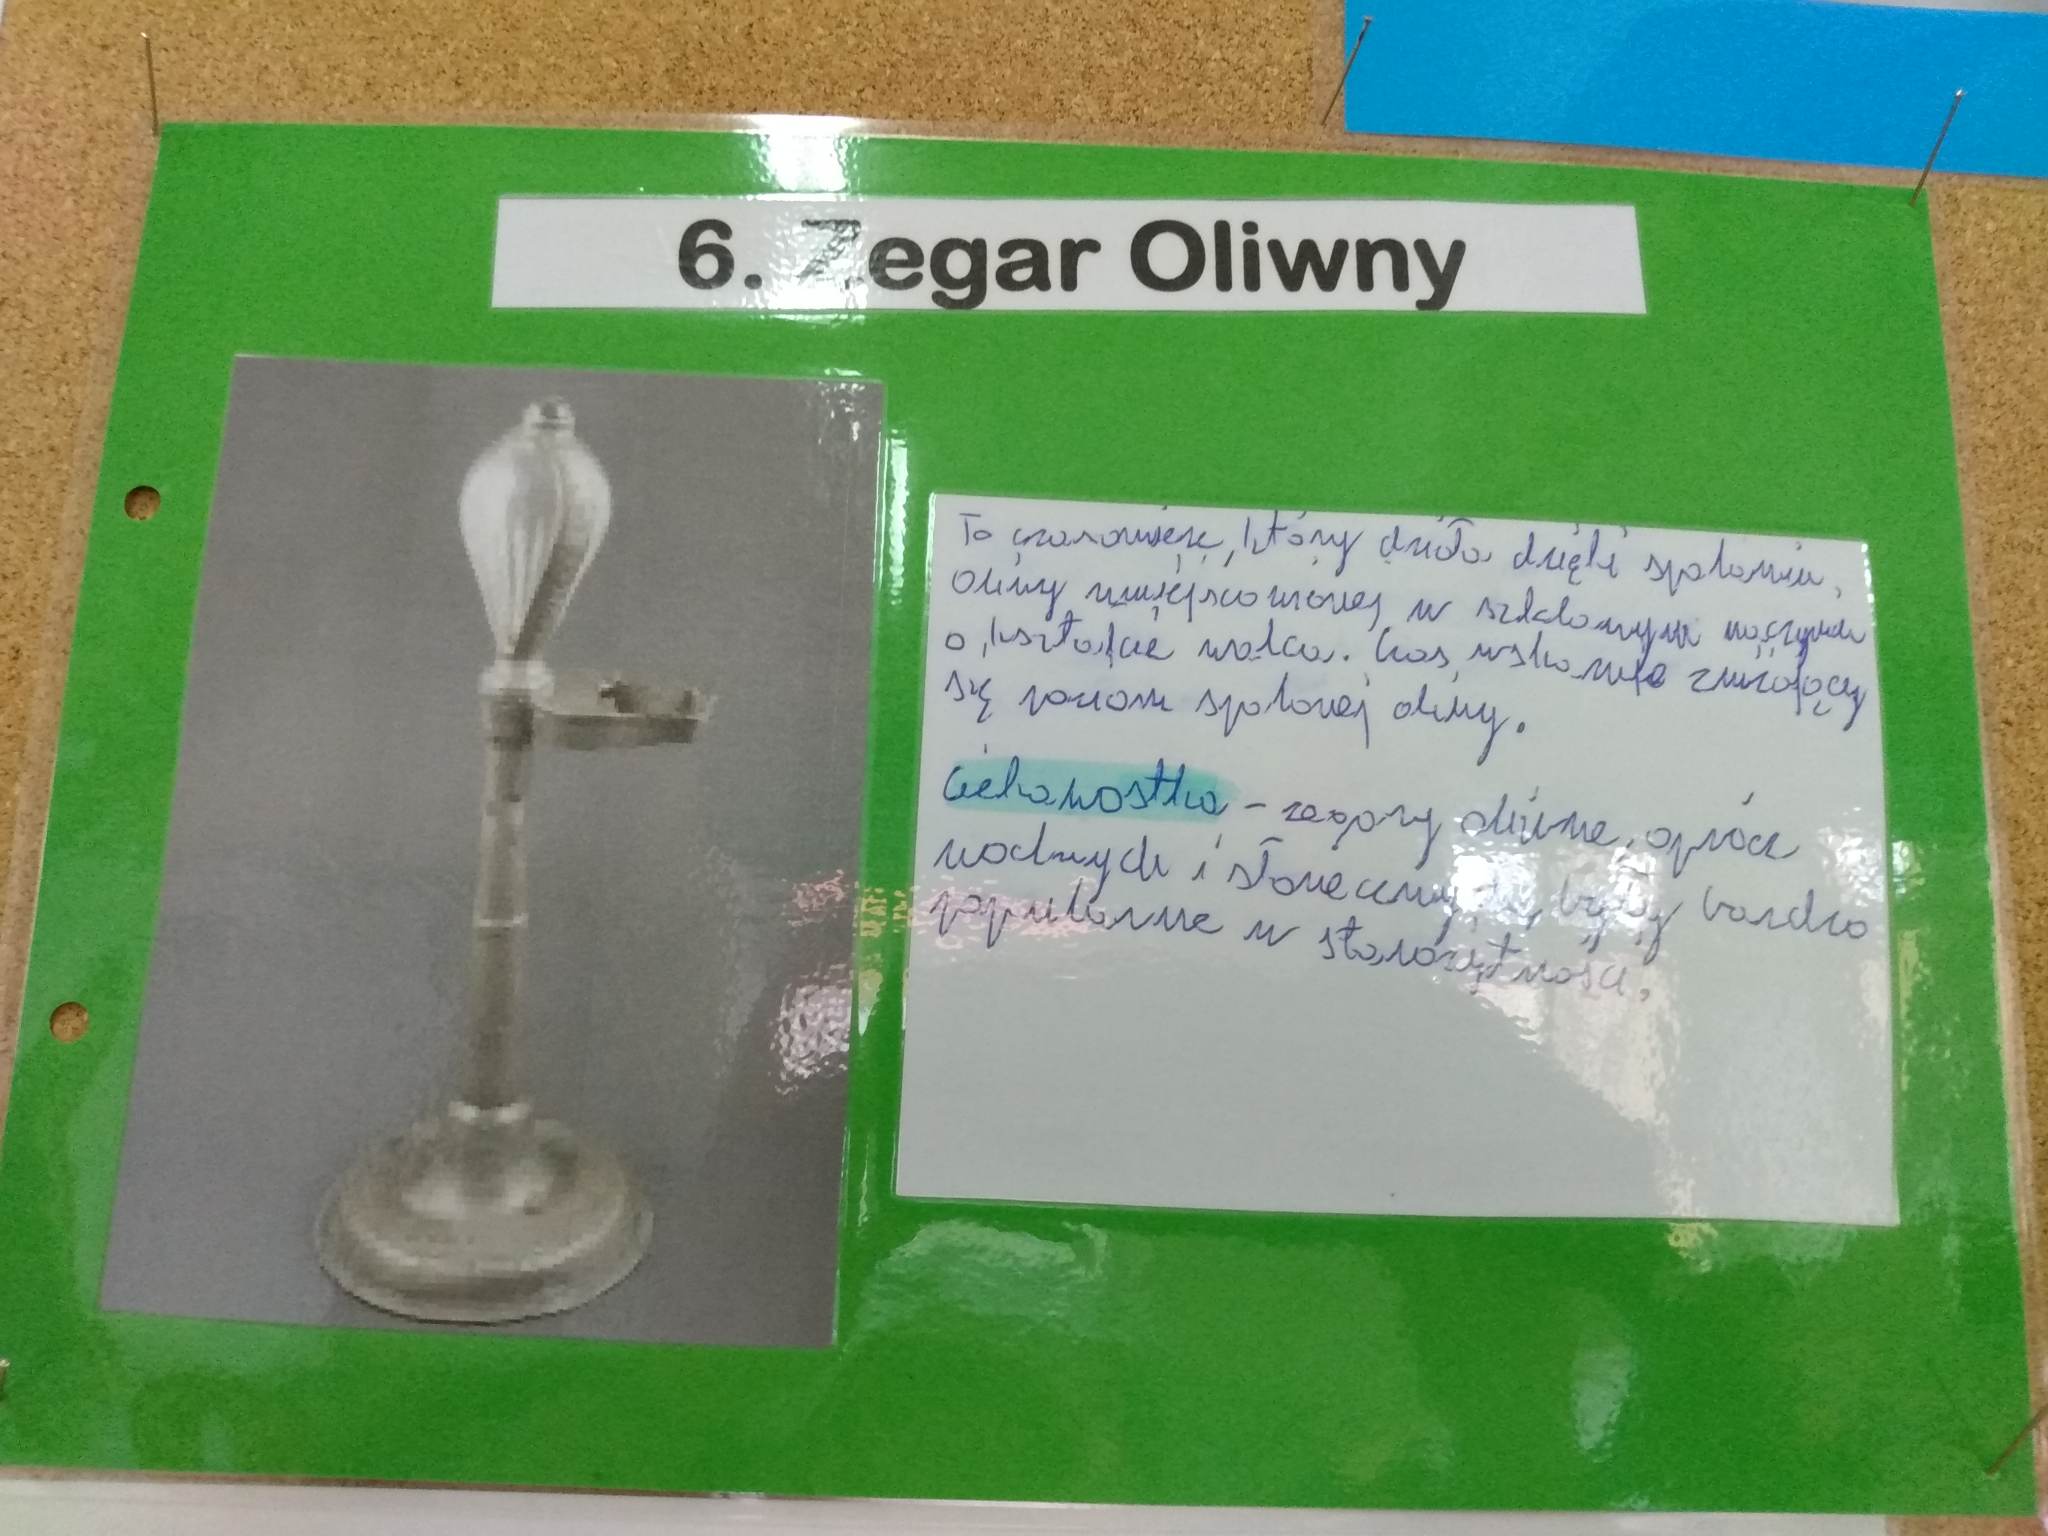 6. Zegar Oliwny
To czasomierz, który działa dzięki spalaniu
oliwy umiejscowionej w szklanym naczyniu
o kształcie walca. Czas wskazuje zniżający
się poziom spalonej oliwy.
Ciekawostka - zegary oliwne, oprócz
wodnych i słonecznych, były bardzo
popularne w starożytności.